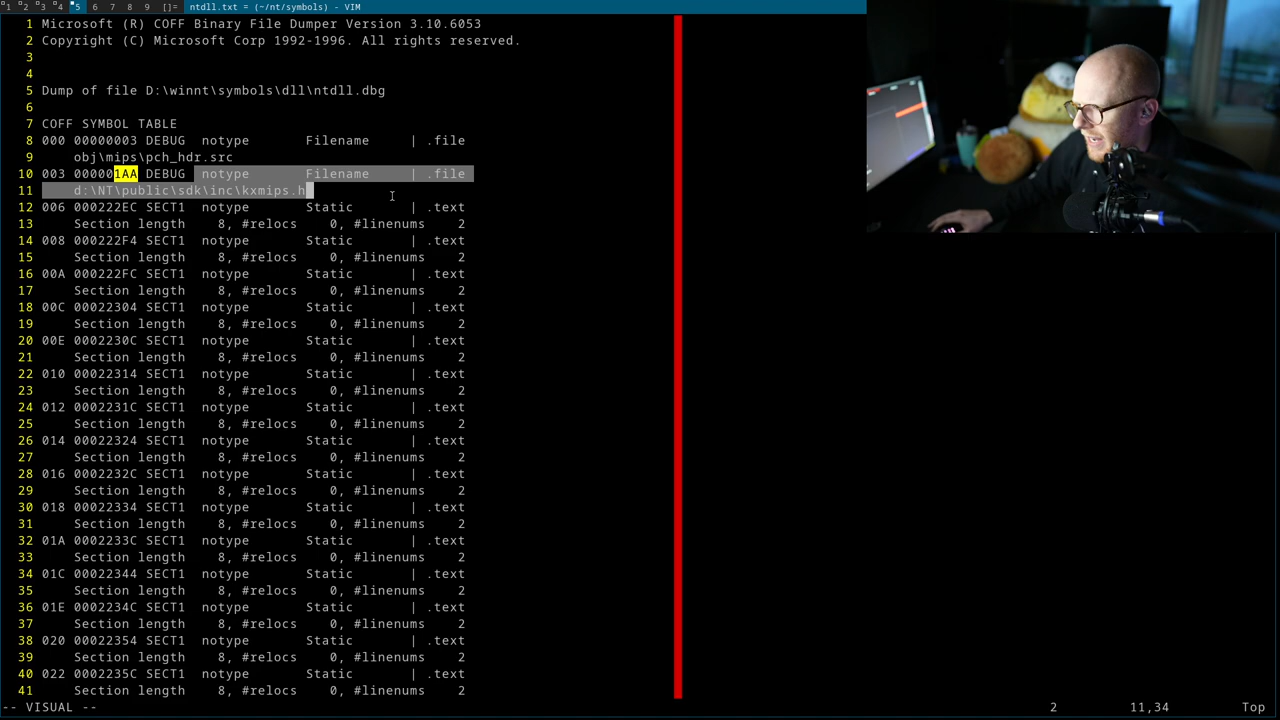 1 2 3 4 5 6 7 8 9 []= ntdll.txt = (~/nt/symbols) - VIM
1 Microsoft (R) COFF Binary File Dumper Version 3.10.6053
2 Copyright (C) Microsoft Corp 1992-1996. All rights reserved.
3
4
5 Dump of file D:\winnt\symbols\dll\ntdll.dbg
6
7 COFF SYMBOL TABLE
8 000 00000003 DEBUG notype Filename | .file
9 obj\mips\pch_hdr.src
10 003 000001AA DEBUG notype Filename | .file
11 d:\NT\public\sdk\inc\kxmips.h
12 006 000222EC SECT1 notype Static | .text
13 Section length 8, #relocs 0, #linenums 2
14 008 000222F4 SECT1 notype Static | .text
15 Section length 8, #relocs 0, #linenums 2
16 00A 000222FC SECT1 notype Static | .text
17 Section length 8, #relocs 0, #linenums 2
18 00C 00022304 SECT1 notype Static | .text
19 Section length 8, #relocs 0, #linenums 2
20 00E 0002230C SECT1 notype Static | .text
21 Section length 8, #relocs 0, #linenums 2
22 010 00022314 SECT1 notype Static | .text
23 Section length 8, #relocs 0, #linenums 2
24 012 0002231C SECT1 notype Static | .text
25 Section length 8, #relocs 0, #linenums 2
26 014 00022324 SECT1 notype Static | .text
27 Section length 8, #relocs 0, #linenums 2
28 016 0002232C SECT1 notype Static | .text
29 Section length 8, #relocs 0, #linenums 2
30 018 00022334 SECT1 notype Static | .text
31 Section length 8, #relocs 0, #linenums 2
32 01A 0002233C SECT1 notype Static | .text
33 Section length 8, #relocs 0, #linenums 2
34 01C 00022344 SECT1 notype Static | .text
35 Section length 8, #relocs 0, #linenums 2
36 01E 0002234C SECT1 notype Static | .text
37 Section length 8, #relocs 0, #linenums 2
38 020 00022354 SECT1 notype Static | .text
39 Section length 8, #relocs 0, #linenums 2
40 022 0002235C SECT1 notype Static | .text
41 Section length 8, #relocs 0, #linenums 2
-- VISUAL -- 2 11,34 Top